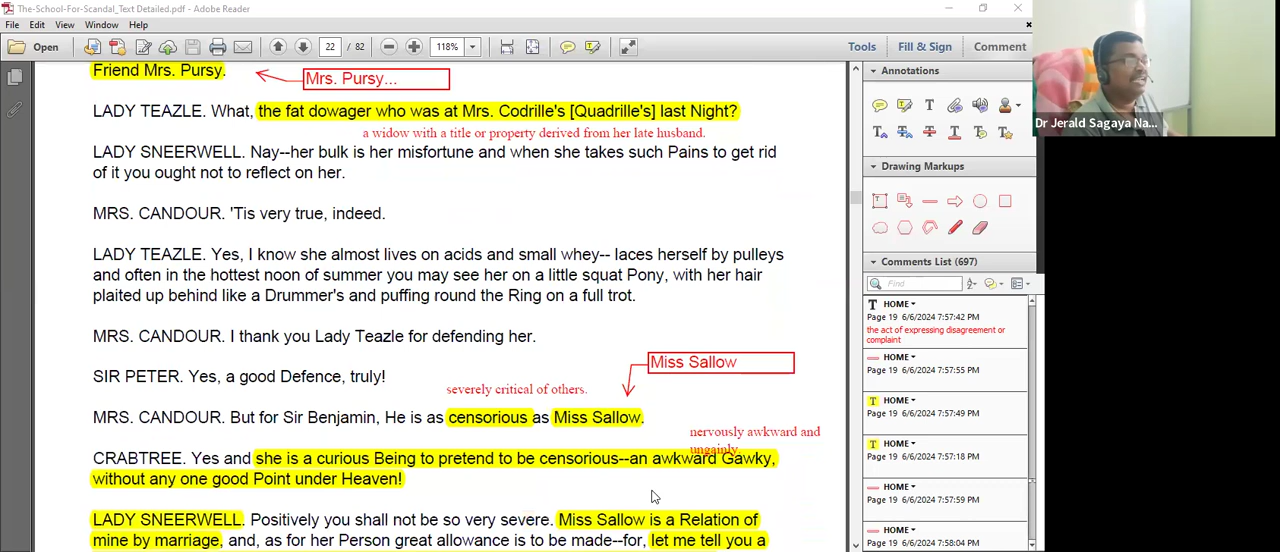 The-School-For-Scandal_Text Detailed.pdf - Adobe Reader
File Edit View Window Help
Open 22 / 82 118% Tools Fill & Sign Comment
Friend Mrs. Pursy.
Mrs. Pursy...
LADY TEAZLE. What, the fat dowager who was at Mrs. Codrille's [Quadrille's] last Night?
a widow with a title or property derived from her late husband.
LADY SNEERWELL. Nay--her bulk is her misfortune and when she takes such Pains to get rid
of it you ought not to reflect on her.
MRS. CANDOUR. 'Tis very true, indeed.
LADY TEAZLE. Yes, I know she almost lives on acids and small whey-- laces herself by pulleys
and often in the hottest noon of summer you may see her on a little squat Pony, with her hair
plaited up behind like a Drummer's and puffing round the Ring on a full trot.
MRS. CANDOUR. I thank you Lady Teazle for defending her.
Miss Sallow
SIR PETER. Yes, a good Defence, truly!
severely critical of others.
MRS. CANDOUR. But for Sir Benjamin, He is as censorious as Miss Sallow.
nervously awkward and
ungainly
CRABTREE. Yes and she is a curious Being to pretend to be censorious--an awkward Gawky,
without any one good Point under Heaven!
LADY SNEERWELL. Positively you shall not be so very severe. Miss Sallow is a Relation of
mine by marriage, and, as for her Person great allowance is to be made--for, let me tell you a
Annotations
T
T T T T T
Drawing Markups
Comments List (697)
Find
T HOME
Page 19 6/6/2024 7:57:42 PM
the act of expressing disagreement or
complaint
HOME
Page 19 6/6/2024 7:57:55 PM
T HOME
Page 19 6/6/2024 7:57:49 PM
T HOME
Page 19 6/6/2024 7:57:18 PM
HOME
Page 19 6/6/2024 7:57:59 PM
HOME
Page 19 6/6/2024 7:58:04 PM
Dr Jerald Sagaya Na...